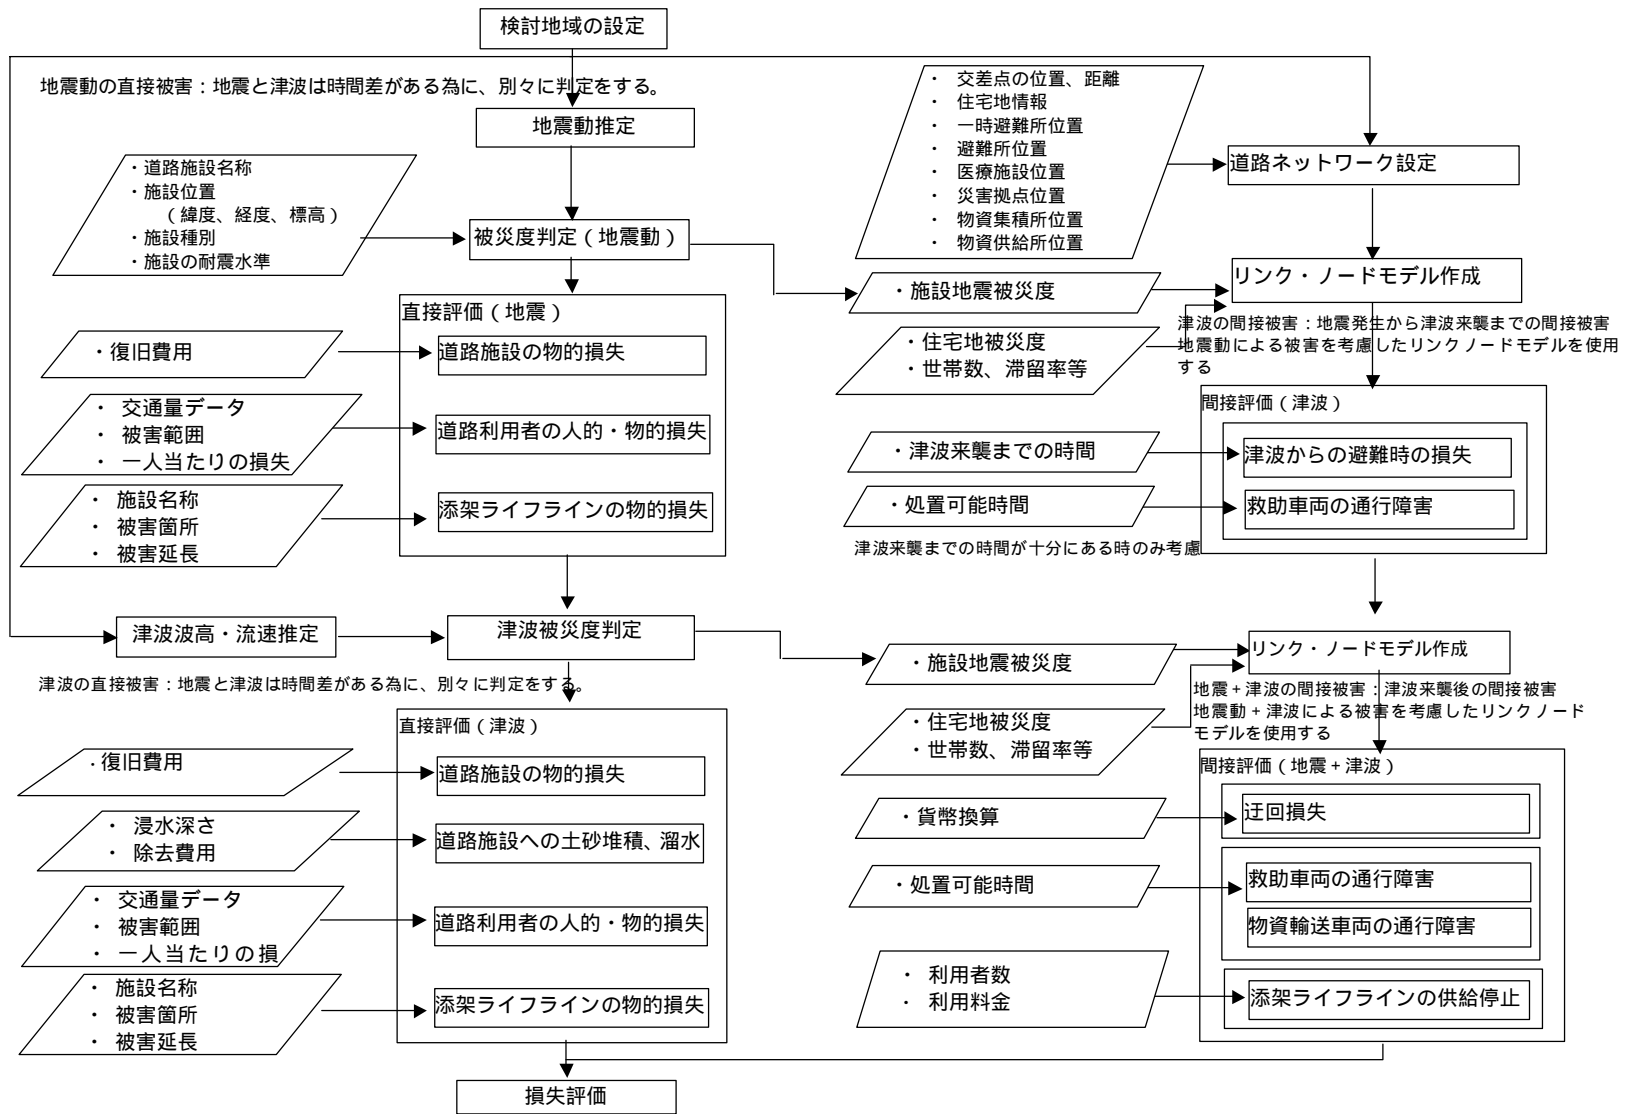 検討地域の設定
地震動の直接被害：地震と津波は時間差がある為に、別々に判定をする。
地震動推定
・道路施設名称
・施設位置
（緯度、経度、標高）
・施設種別
・施設の耐震水準
被災度判定（地震動）
直接評価（地震）
・復旧費用
道路施設の物的損失
・ 交通量データ
・ 被害範囲
・ 一人当たりの損失
道路利用者の人的・物的損失
・ 施設名称
・ 被害箇所
・ 被害延長
添架ライフラインの物的損失
・ 交差点の位置、距離
・ 住宅地情報
・ 一時避難所位置
・ 避難所位置
・ 医療施設位置
・ 災害拠点位置
・ 物資集積所位置
・ 物資供給所位置
道路ネットワーク設定
・施設地震被災度
リンク・ノードモデル作成
・住宅地被災度
・世帯数、滞留率等
津波の間接被害：地震発生から津波来襲までの間接被害
地震動による被害を考慮したリンクノードモデルを使用
する
間接評価（津波）
・津波来襲までの時間
津波からの避難時の損失
・処置可能時間
救助車両の通行障害
津波来襲までの時間が十分にある時のみ考慮
津波波高・流速推定
津波被災度判定
津波の直接被害：地震と津波は時間差がある為に、別々に判定をする。
直接評価（津波）
・復旧費用
道路施設の物的損失
・ 浸水深さ
・ 除去費用
道路施設への土砂堆積、溜水
・ 交通量データ
・ 被害範囲
・ 一人当たりの損
道路利用者の人的・物的損失
・ 施設名称
・ 被害箇所
・ 被害延長
添架ライフラインの物的損失
・施設地震被災度
リンク・ノードモデル作成
・住宅地被災度
・世帯数、滞留率等
地震＋津波の間接被害：津波来襲後の間接被害
地震動＋津波による被害を考慮したリンクノード
モデルを使用する
間接評価（地震＋津波）
・貨幣換算
迂回損失
・処置可能時間
救助車両の通行障害
物資輸送車両の通行障害
・ 利用者数
・ 利用料金
添架ライフラインの供給停止
損失評価